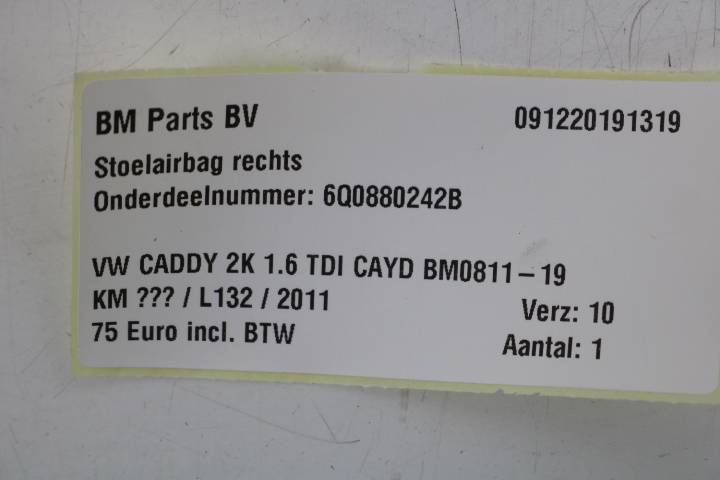 BM Parts BV 091220191319
Stoelairbag rechts
Onderdeelnummer: 6Q0880242B
VW CADDY 2K 1.6 TDI CAYD BM0811-19
KM ??? / L132 / 2011 Verz: 10
75 Euro incl. BTW Aantal: 1